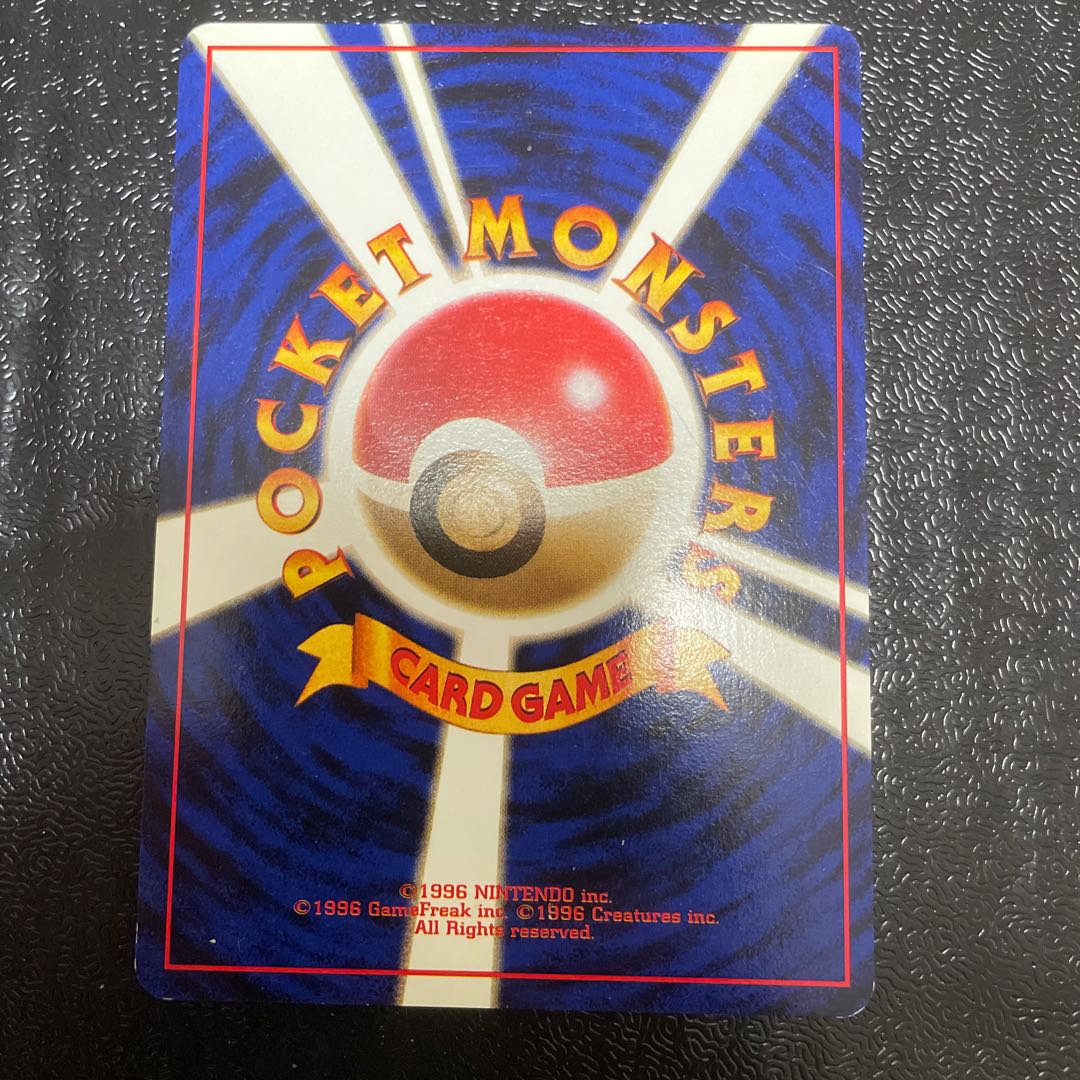 POCKET MONSTERS
CARD GAME
©1996 NINTENDO inc.
©1996 GameFreak inc. ©1996 Creatures inc.
All Rights reserved.